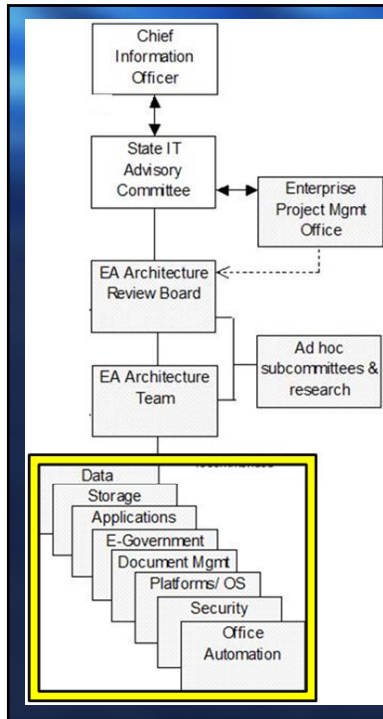 Chief
Information
Officer
State IT
Advisory
Committee
Enterprise
Project Mgmt
Office
EA Architecture
Review Board
Ad hoc
subcommittees &
research
EA Architecture
Team
Data
Storage
Applications
E-Government
Document Mgmt
Platforms/ OS
Security
Office
Automation